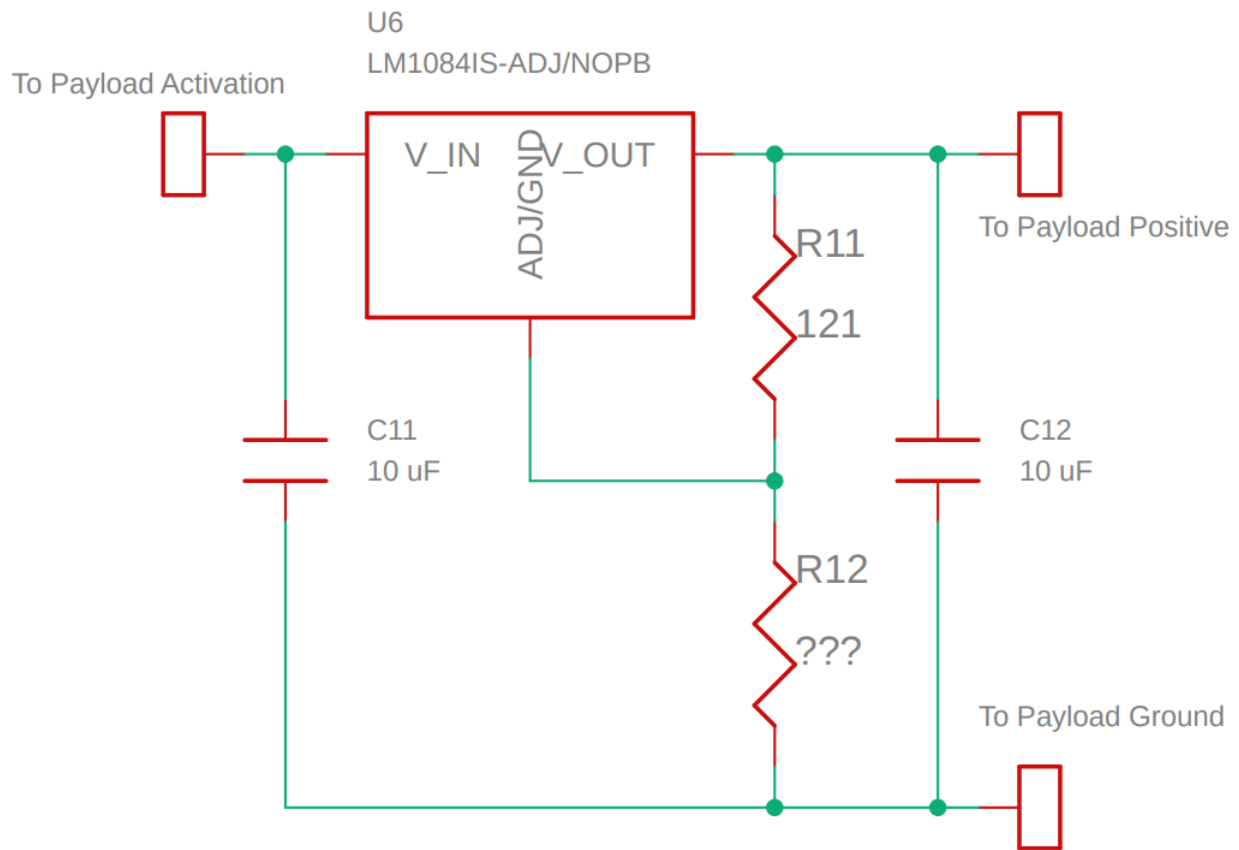 U6
LM1084IS-ADJ/NOPB
To Payload Activation
V_IN
ADJ/GND
V_OUT
To Payload Positive
R11
121
C11
10 uF
C12
10 uF
R12
???
To Payload Ground